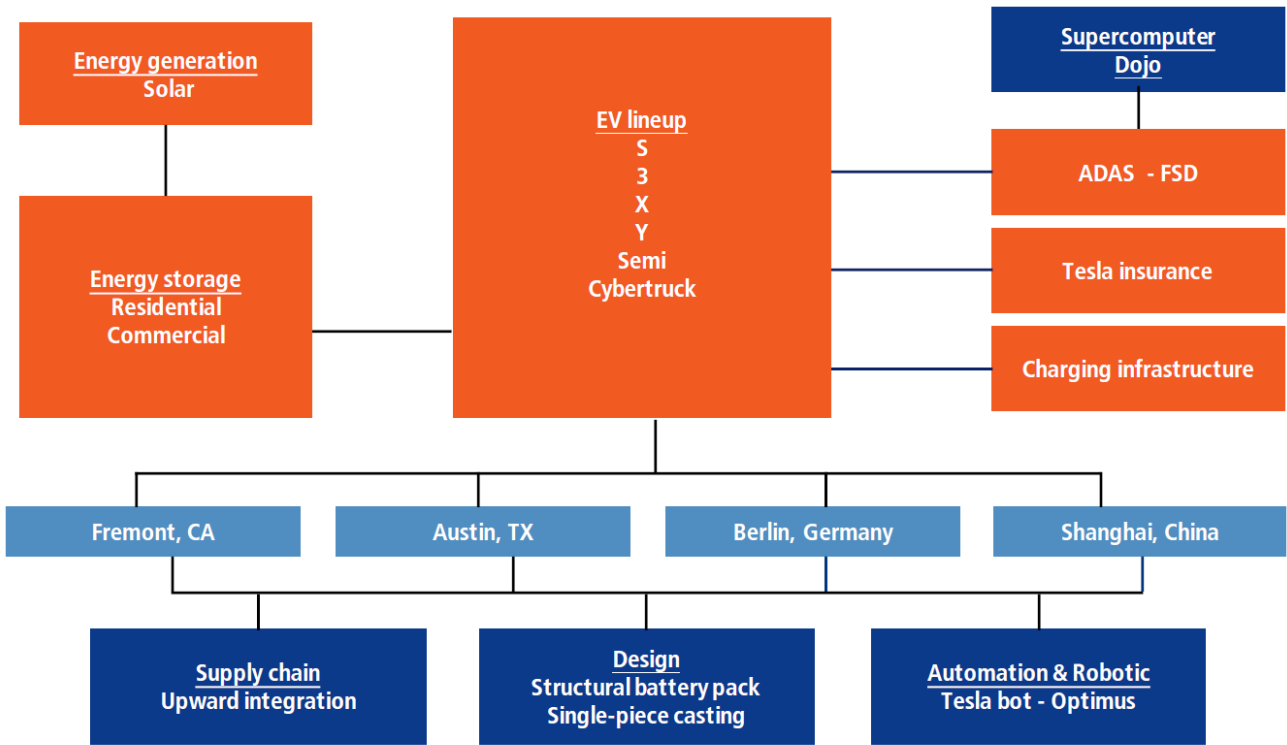 Energy generation
Solar
Energy storage
Residential
Commercial
EV lineup
S
3
X
Y
Semi
Cybertruck
Supercomputer
Dojo
ADAS - FSD
Tesla insurance
Charging infrastructure
Fremont, CA
Austin, TX
Berlin, Germany
Shanghai, China
Supply chain
Upward integration
Design
Structural battery pack
Single-piece casting
Automation & Robotic
Tesla bot - Optimus